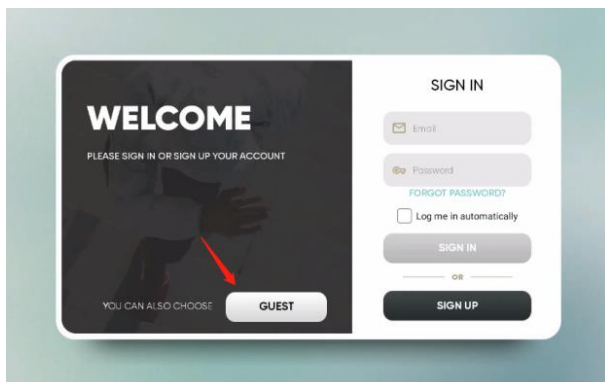 WELCOME
PLEASE SIGN IN OR SIGN UP YOUR ACCOUNT
YOU CAN ALSO CHOOSE
GUEST
SIGN IN
Email
Password
FORGOT PASSWORD?
Log me in automatically
SIGN IN
OR
SIGN UP